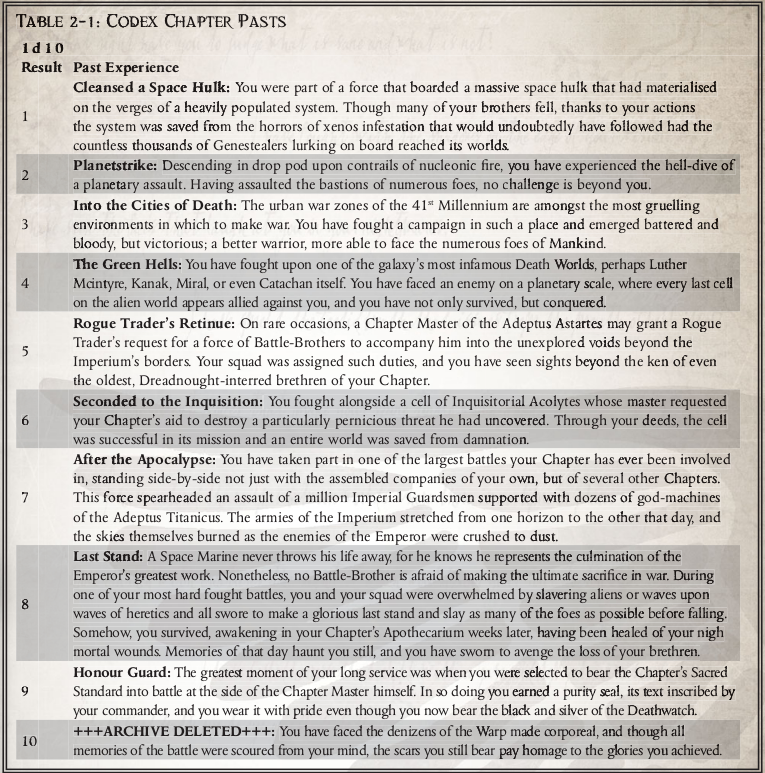 TABLE 2-1: CODEX CHAPTER PASTS
1d10
Result Past Experience
Cleansed a Space Hulk: You were part of a force that boarded a massive space hulk that had materialised
on the verges of a heavily populated system. Though many of your brothers fell, thanks to your actions
1
the system was saved from the horrors of xenos infestation that would undoubtedly have followed had the
countless thousands of Genestealers lurking on board reached its worlds.
2
Planetstrike: Descending in drop pod upon contrails of nucleonic fire, you have experienced the hell-dive of
a planetary assault. Having assaulted the bastions of numerous foes, no challenge is beyond you.
Into the Cities of Death: The urban war zones of the 41st Millennium are amongst the most gruelling
3
environments in which to make war. You have fought a campaign in such a place and emerged battered and
bloody, but victorious; a better warrior, more able to face the numerous foes of Mankind.
The Green Hells: You have fought upon one of the galaxy's most infamous Death Worlds, perhaps Luther
4
Mcintyre, Kanak, Miral, or even Catachan itself. You have faced an enemy on a planetary scale, where every last cell
on the alien world appears allied against you, and you have not only survived, but conquered.
Rogue Trader's Retinue: On rare occasions, a Chapter Master of the Adeptus Astartes may grant a Rogue
Trader's request for a force of Battle-Brothers to accompany him into the unexplored voids beyond the
5
Imperium's borders. Your squad was assigned such duties, and you have seen sights beyond the ken of even
the oldest, Dreadnought-interred brethren of your Chapter.
Seconded to the Inquisition: You fought alongside a cell of Inquisitorial Acolytes whose master requested
6
your Chapter's aid to destroy a particularly pernicious threat he had uncovered. Through your deeds, the cell
was successful in its mission and an entire world was saved from damnation.
After the Apocalypse: You have taken part in one of the largest battles your Chapter has ever been involved
in, standing side-by-side not just with the assembled companies of your own, but of several other Chapters.
7
This force spearheaded an assault of a million Imperial Guardsmen supported with dozens of god-machines
of the Adeptus Titanicus. The armies of the Imperium stretched from one horizon to the other that day, and
the skies themselves burned as the enemies of the Emperor were crushed to dust.
Last Stand: A Space Marine never throws his life away, for he knows he represents the culmination of the
Emperor's greatest work. Nonetheless, no Battle-Brother is afraid of making the ultimate sacrifice in war. During
one of your most hard fought battles, you and your squad were overwhelmed by slavering aliens or waves upon
8
waves of heretics and all swore to make a glorious last stand and slay as many of the foes as possible before falling.
Somehow, you survived, awakening in your Chapter's Apothecarium weeks later, having been healed of your nigh
mortal wounds. Memories of that day haunt you still, and you have sworn to avenge the loss of your brethren.
Honour Guard: The greatest moment of your long service was when you were selected to bear the Chapter's Sacred
9
Standard into battle at the side of the Chapter Master himself. In so doing you earned a purity seal, its text inscribed by
your commander, and you wear it with pride even though you now bear the black and silver of the Deathwatch.
10
+++ARCHIVE DELETED+++: You have faced the denizens of the Warp made corporeal, and though all
memories of the battle were scoured from your mind, the scars you still bear pay homage to the glories you achieved.